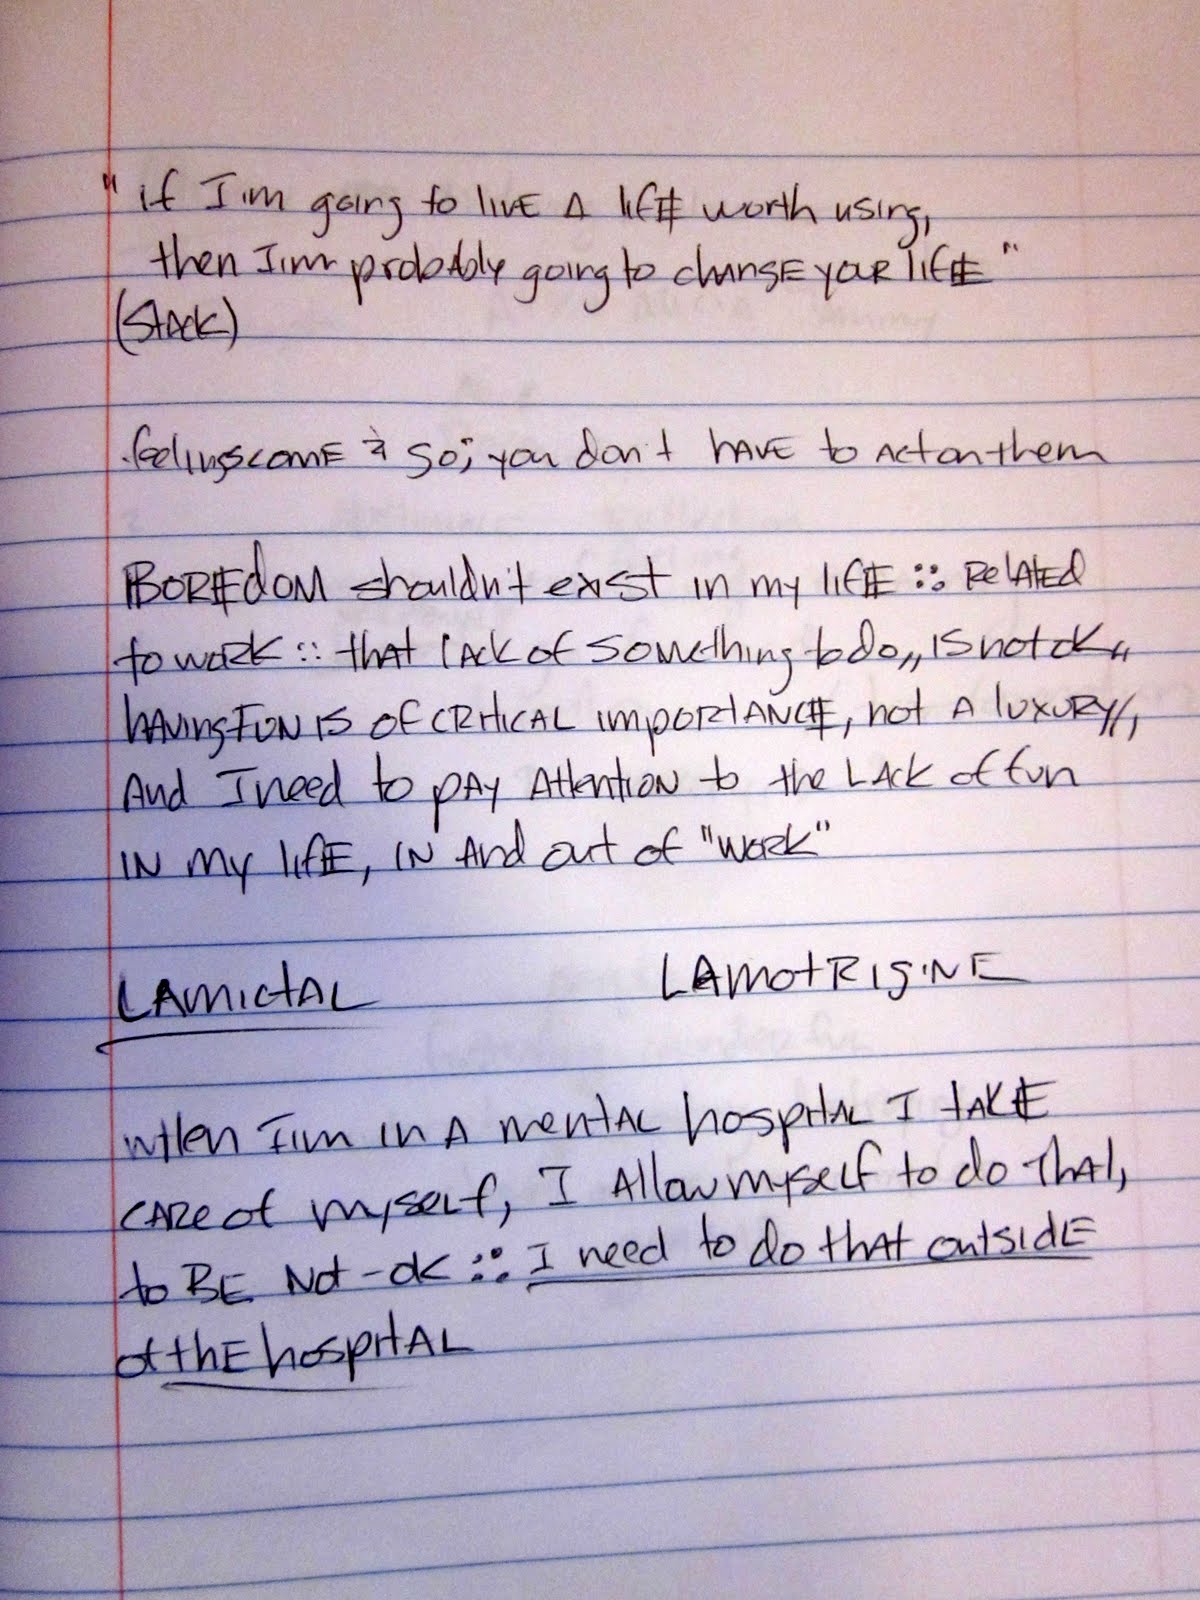 "if I'm going to live A life worth using,
then I'm probably going to change your life"
(Stack)
feelings come & go; you don't have to act on them
Boredom shouldn't exist in my life :: Related
to work :: that lack of something to do,, is not ok,,
having fun is of critical importance, not a luxury//,
And I need to pay Attention to the lack of fun
in my life, in And out of "work"
LAMICTAL LAMOTRIGINE
When I'm in a mental hospital I take
care of myself, I Allow myself to do that,
to BE Not-ok :: I need to do that outside
of the hospital